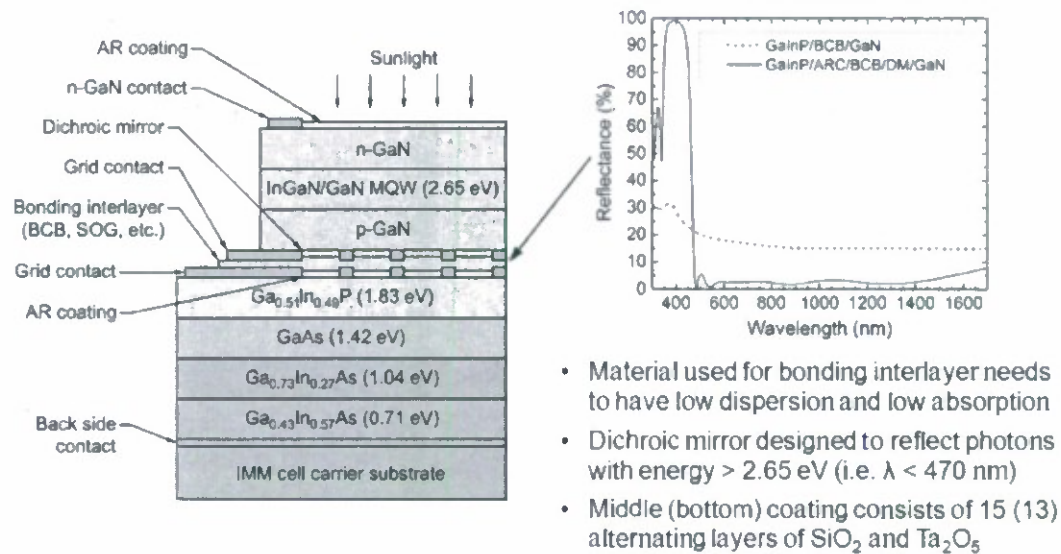 AR coating
Sunlight
n-GaN contact
Dichroic mirror
n-GaN
Grid contact
InGaN/GaN MQW (2.65 eV)
Bonding interlayer
(BCB, SOG, etc.)
p-GaN
Grid contact
AR coating
Ga0.51In0.49P (1.83 eV)
GaAs (1.42 eV)
Ga0.73In0.27As (1.04 eV)
Ga0.43In0.57As (0.71 eV)
Back side
contact
IMM cell carrier substrate
Reflectance (%)
100
90
80
70
60
50
40
30
20
10
0
GaInP/BCB/GaN
GaInP/ARC/BCB/DM/GaN
400 600 800 1000 1200 1400 1600
Wavelength (nm)
• Material used for bonding interlayer needs
to have low dispersion and low absorption
• Dichroic mirror designed to reflect photons
with energy > 2.65 eV (i.e. λ < 470 nm)
• Middle (bottom) coating consists of 15 (13)
alternating layers of SiO2 and Ta2O5